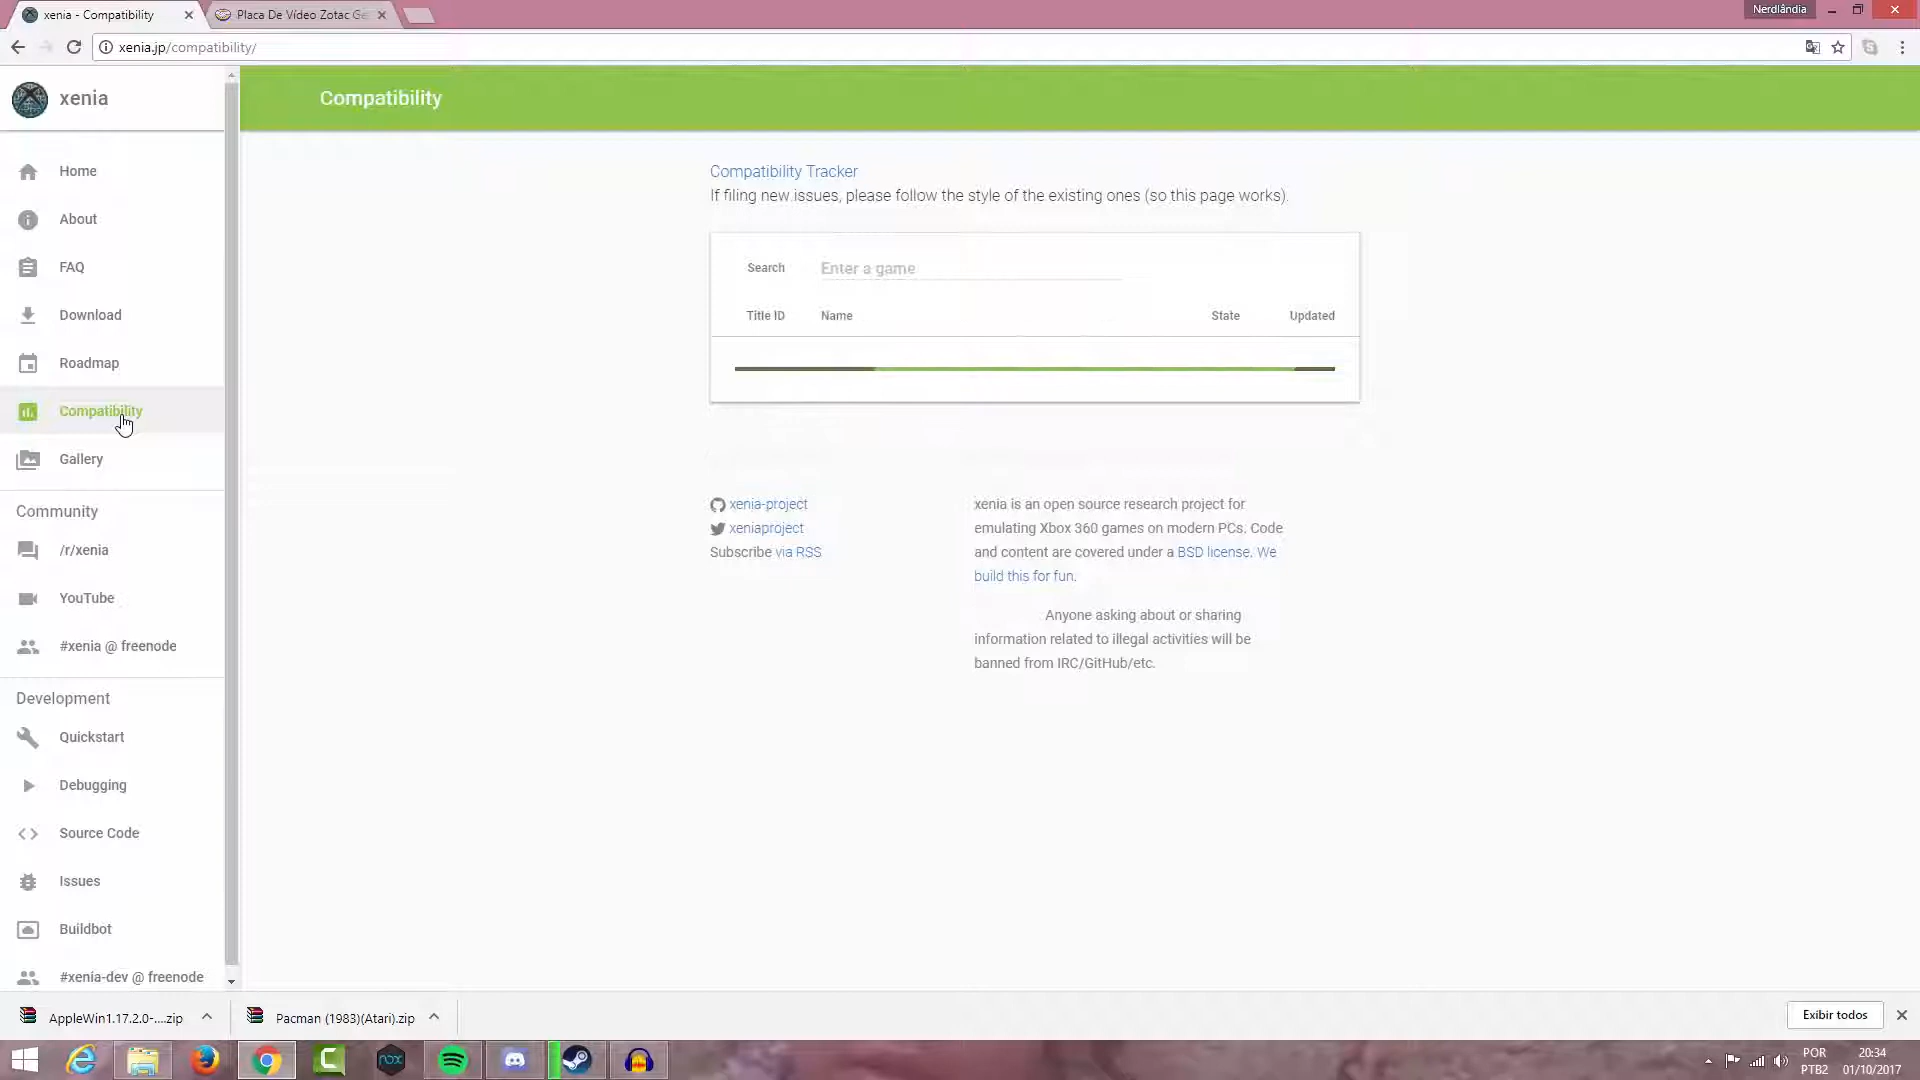 xenia - Compatibility
Placa De Vídeo Zotac Ge
Nerdlândia
xenia.jp/compatibility/
xenia
Compatibility
Home
About
FAQ
Download
Roadmap
Compatibility
Gallery
Community
/r/xenia
YouTube
#xenia @ freenode
Development
Quickstart
Debugging
Source Code
Issues
Buildbot
#xenia-dev @ freenode
Compatibility Tracker
If filing new issues, please follow the style of the existing ones (so this page works).
Search Enter a game
Title ID Name State Updated
xenia-project
xeniaproject
Subscribe via RSS
xenia is an open source research project for
emulating Xbox 360 games on modern PCs. Code
and content are covered under a BSD license. We
build this for fun.
Anyone asking about or sharing
information related to illegal activities will be
banned from IRC/GitHub/etc.
AppleWin1.17.2.0-....zip
Pacman (1983)(Atari).zip
Exibir todos
nox
POR
PTB2
20:34
01/10/2017